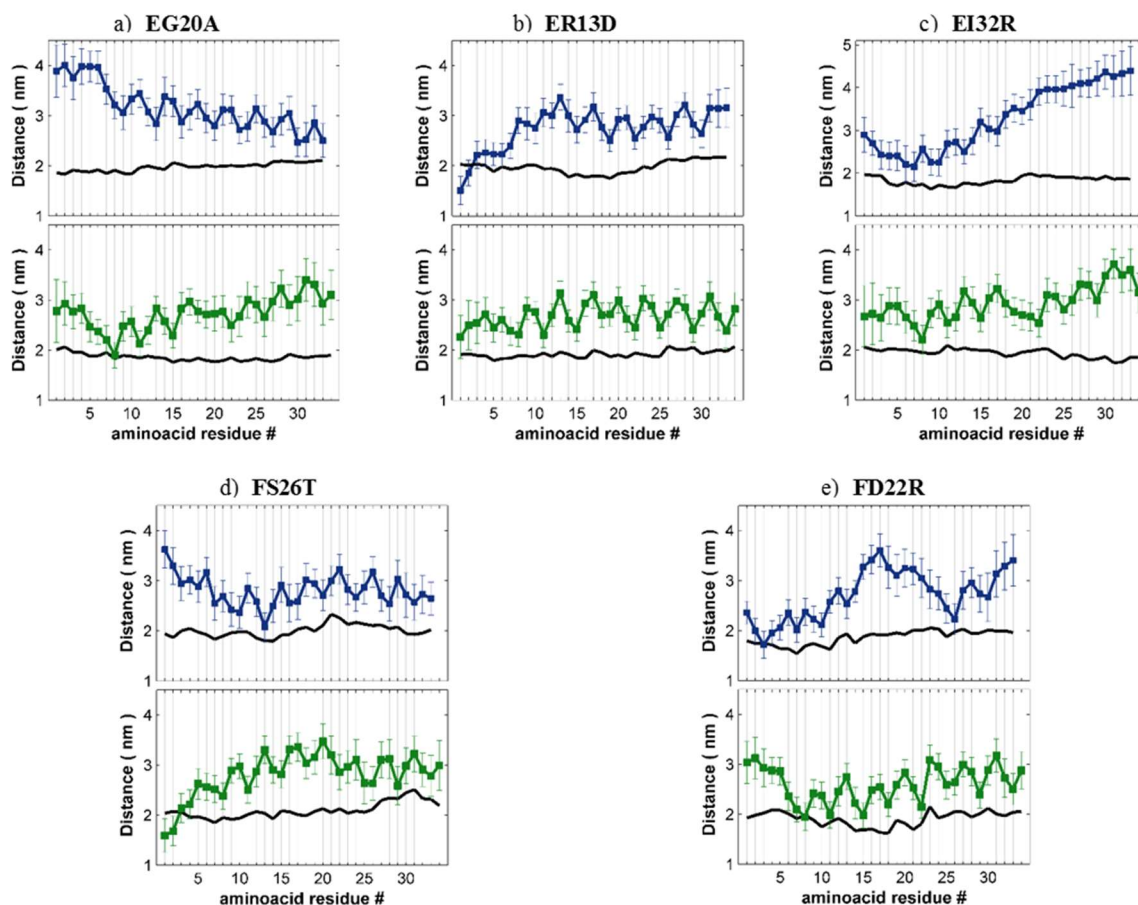 a) EG20A
b) ER13D
c) EI32R
Distance ( nm )
4
3
2
1
Distance ( nm )
4
3
2
1
Distance ( nm )
5
4
3
2
1
Distance ( nm )
4
3
2
1
5 10 15 20 25 30
aminoacid residue #
Distance ( nm )
4
3
2
1
5 10 15 20 25 30
aminoacid residue #
Distance ( nm )
4
3
2
1
5 10 15 20 25 30
aminoacid residue #
d) FS26T
e) FD22R
Distance ( nm )
4
3
2
1
Distance ( nm )
4
3
2
1
Distance ( nm )
4
3
2
1
5 10 15 20 25 30
aminoacid residue #
Distance ( nm )
4
3
2
1
5 10 15 20 25 30
aminoacid residue #